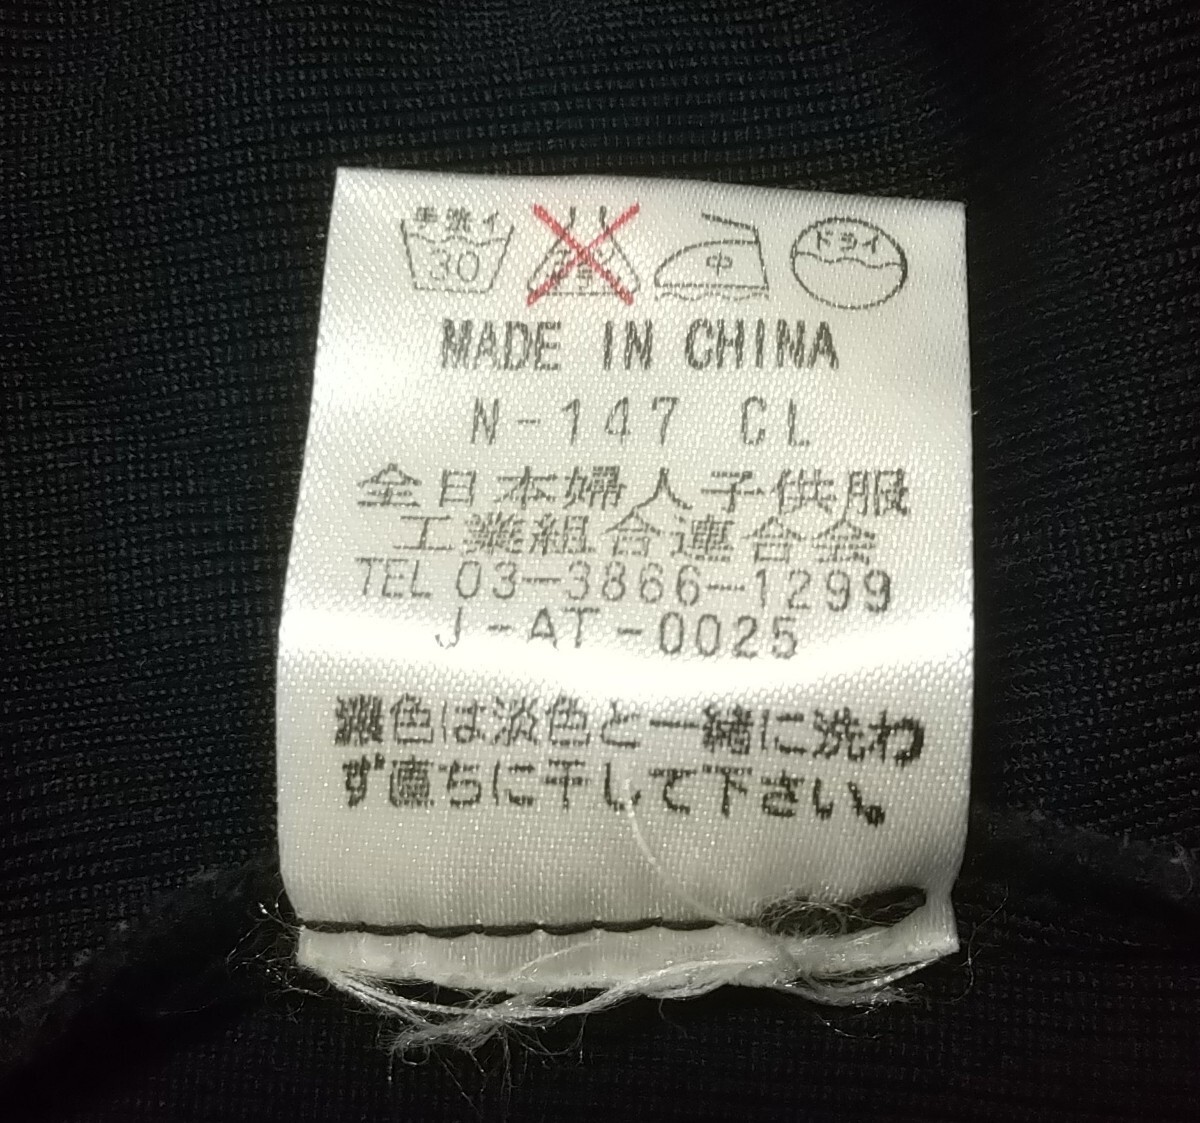 手洗イ 30 中 ドライ
MADE IN CHINA
N-147 CL
全日本婦人子供服
工業組合連合会
TEL 03-3866-1299
J-AT-0025
濃色は淡色と一緒に洗わ
ず直ちに干して下さい。